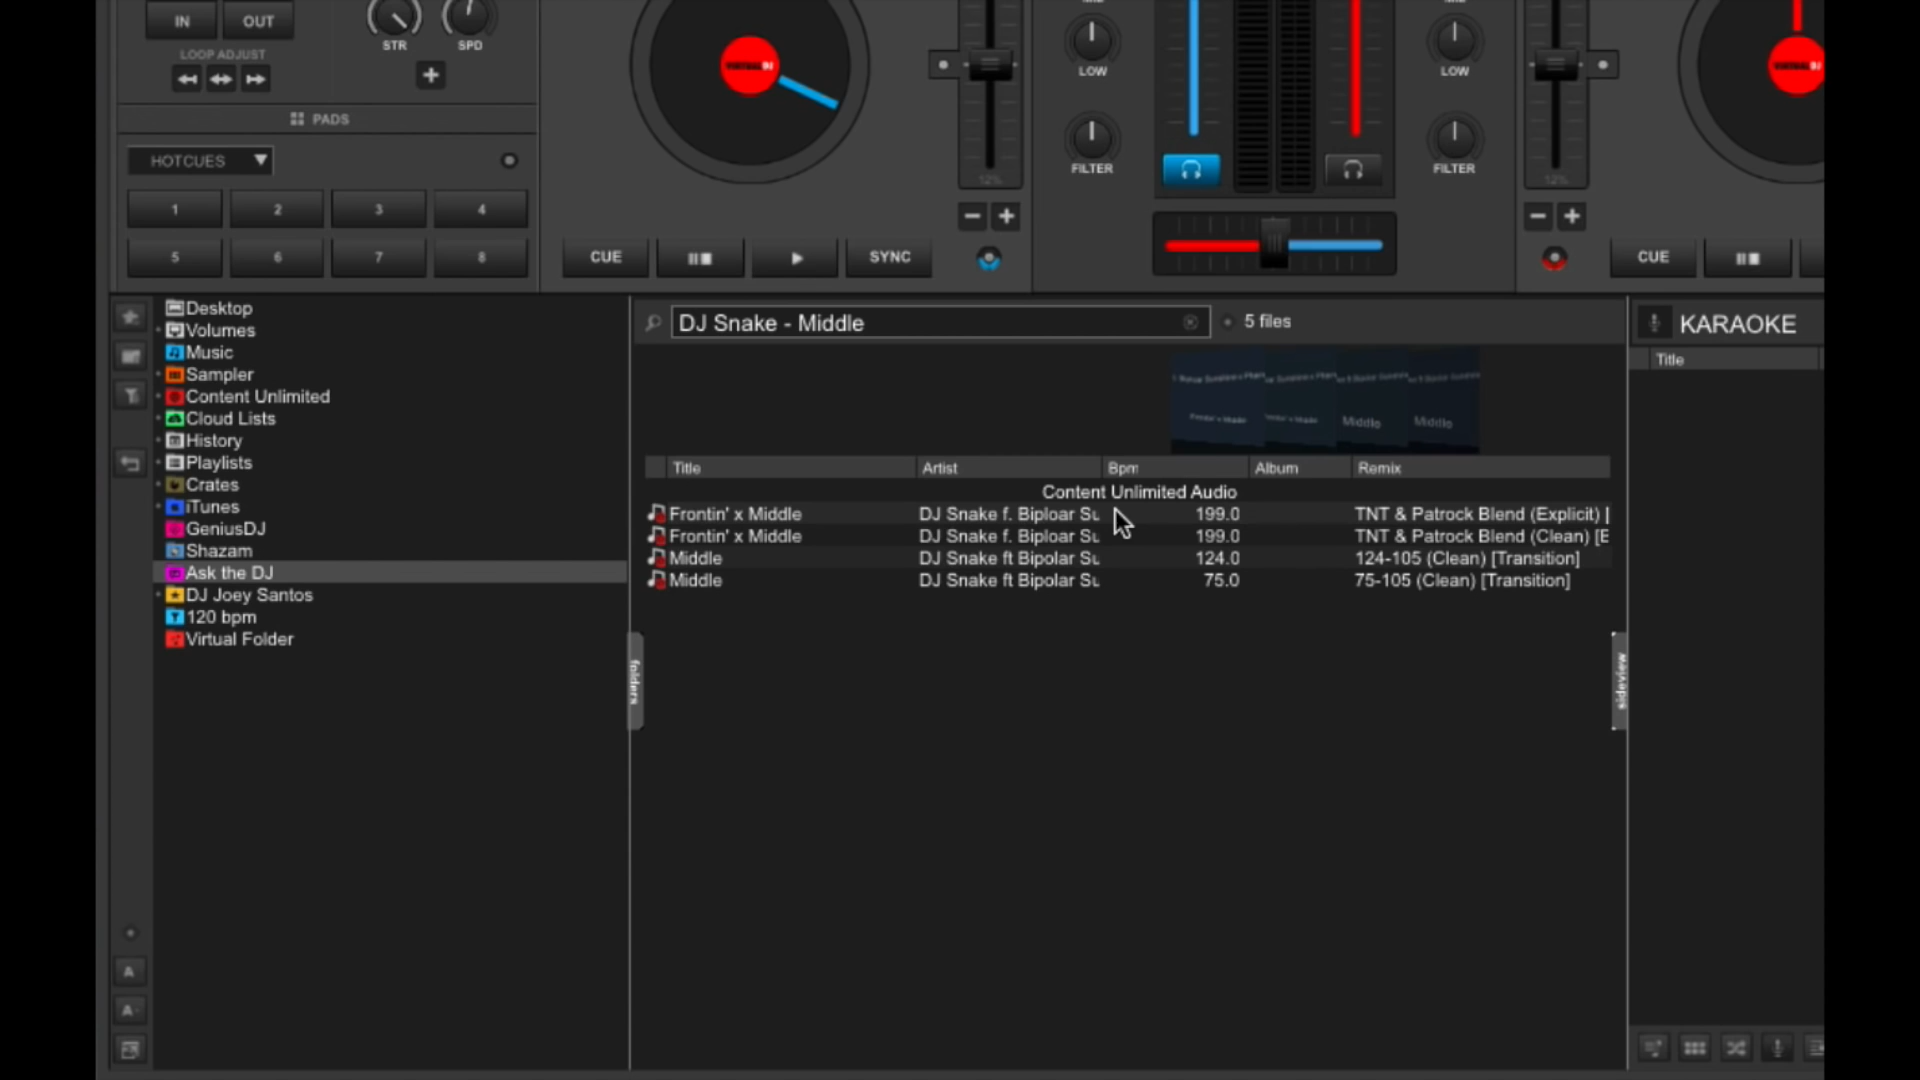 IN
OUT
STR
SPD
LOOP ADJUST
LOW
LOW
PADS
HOTCUES
FILTER
FILTER
1
2
3
4
5
6
7
8
CUE
SYNC
CUE
Desktop
Volumes
Music
Sampler
Content Unlimited
Cloud Lists
History
Playlists
Crates
iTunes
GeniusDJ
Shazam
Ask the DJ
DJ Joey Santos
120 bpm
Virtual Folder
folders
DJ Snake - Middle
5 files
Middle
Middle
Title Artist Bpm Album Remix
Content Unlimited Audio
Frontin' x Middle DJ Snake f. Biploar Su 199.0 TNT & Patrock Blend (Explicit) |
Frontin' x Middle DJ Snake f. Biploar Su 199.0 TNT & Patrock Blend (Clean) [E
Middle DJ Snake ft Bipolar Su 124.0 124-105 (Clean) [Transition]
Middle DJ Snake ft Bipolar Su 75.0 75-105 (Clean) [Transition]
sideview
KARAOKE
Title
A
A